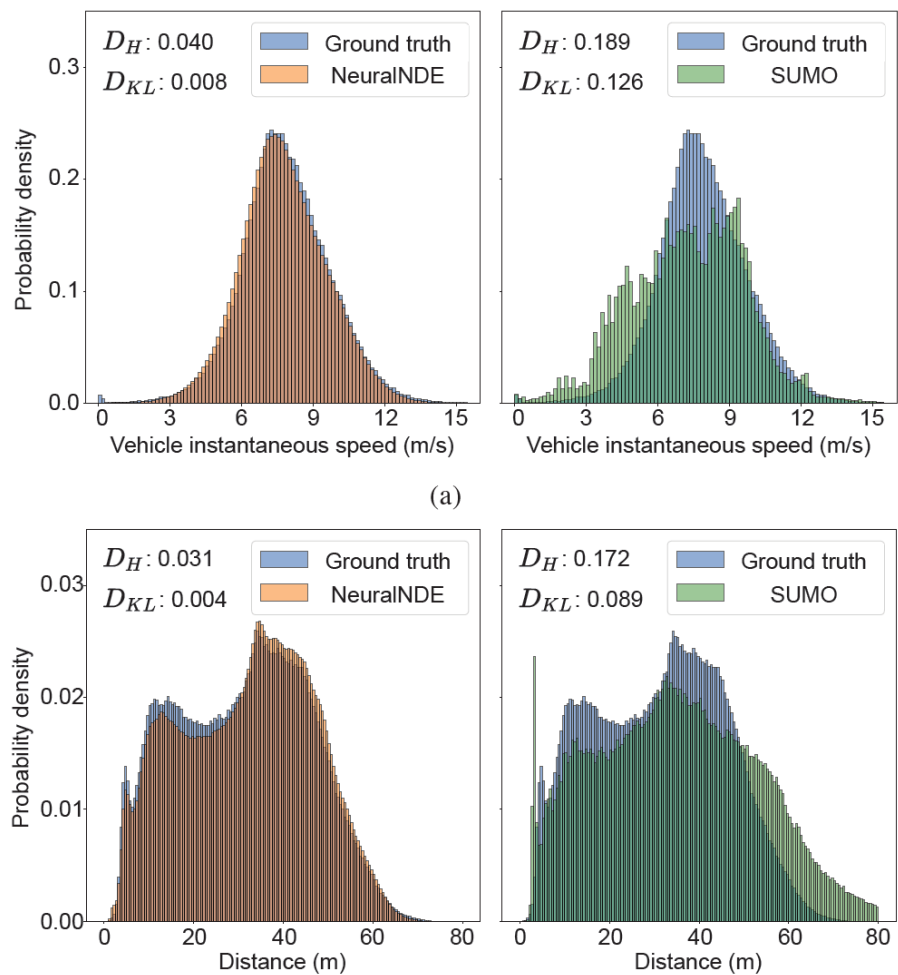 D_H: 0.040
D_KL: 0.008
Ground truth
NeuralNDE
D_H: 0.189
D_KL: 0.126
Ground truth
SUMO
0.3
0.2
0.1
0.0
Probability density
0 3 6 9 12 15
0 3 6 9 12 15
Vehicle instantaneous speed (m/s)
Vehicle instantaneous speed (m/s)
(a)
D_H: 0.031
D_KL: 0.004
Ground truth
NeuralNDE
D_H: 0.172
D_KL: 0.089
Ground truth
SUMO
0.03
0.02
0.01
0.00
Probability density
0 20 40 60 80
0 20 40 60 80
Distance (m)
Distance (m)